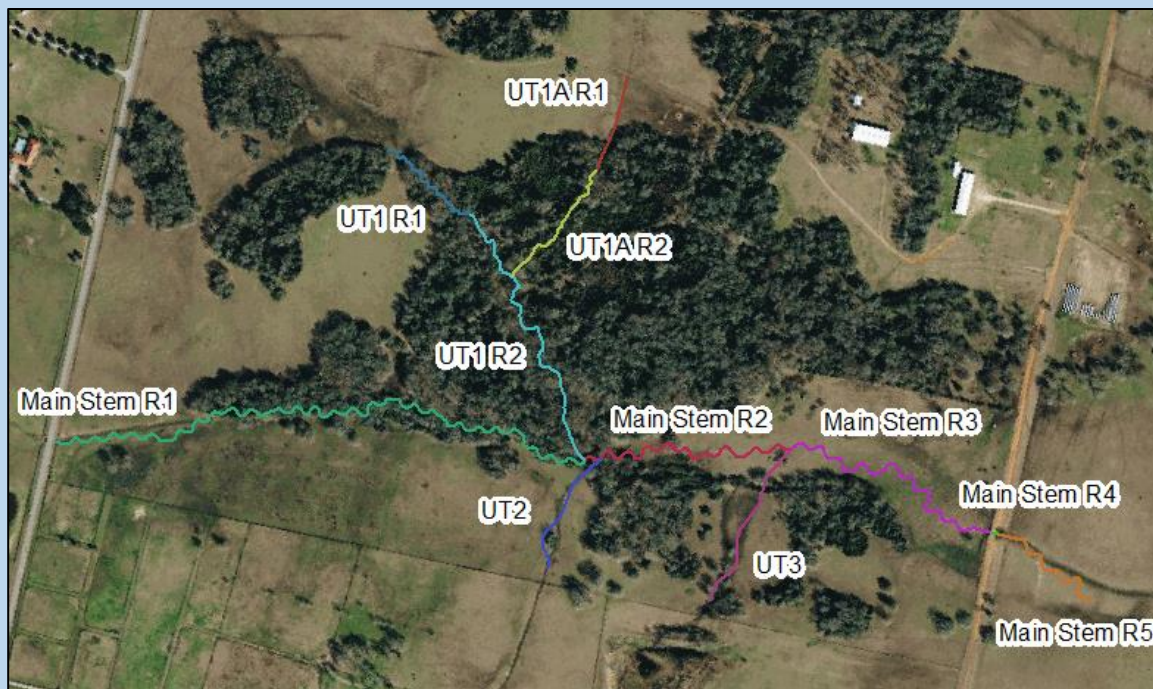 UT1A R1
UT1 R1
UT1A R2
UT1 R2
Main Stem R1
Main Stem R2
Main Stem R3
Main Stem R4
UT2
UT3
Main Stem R5